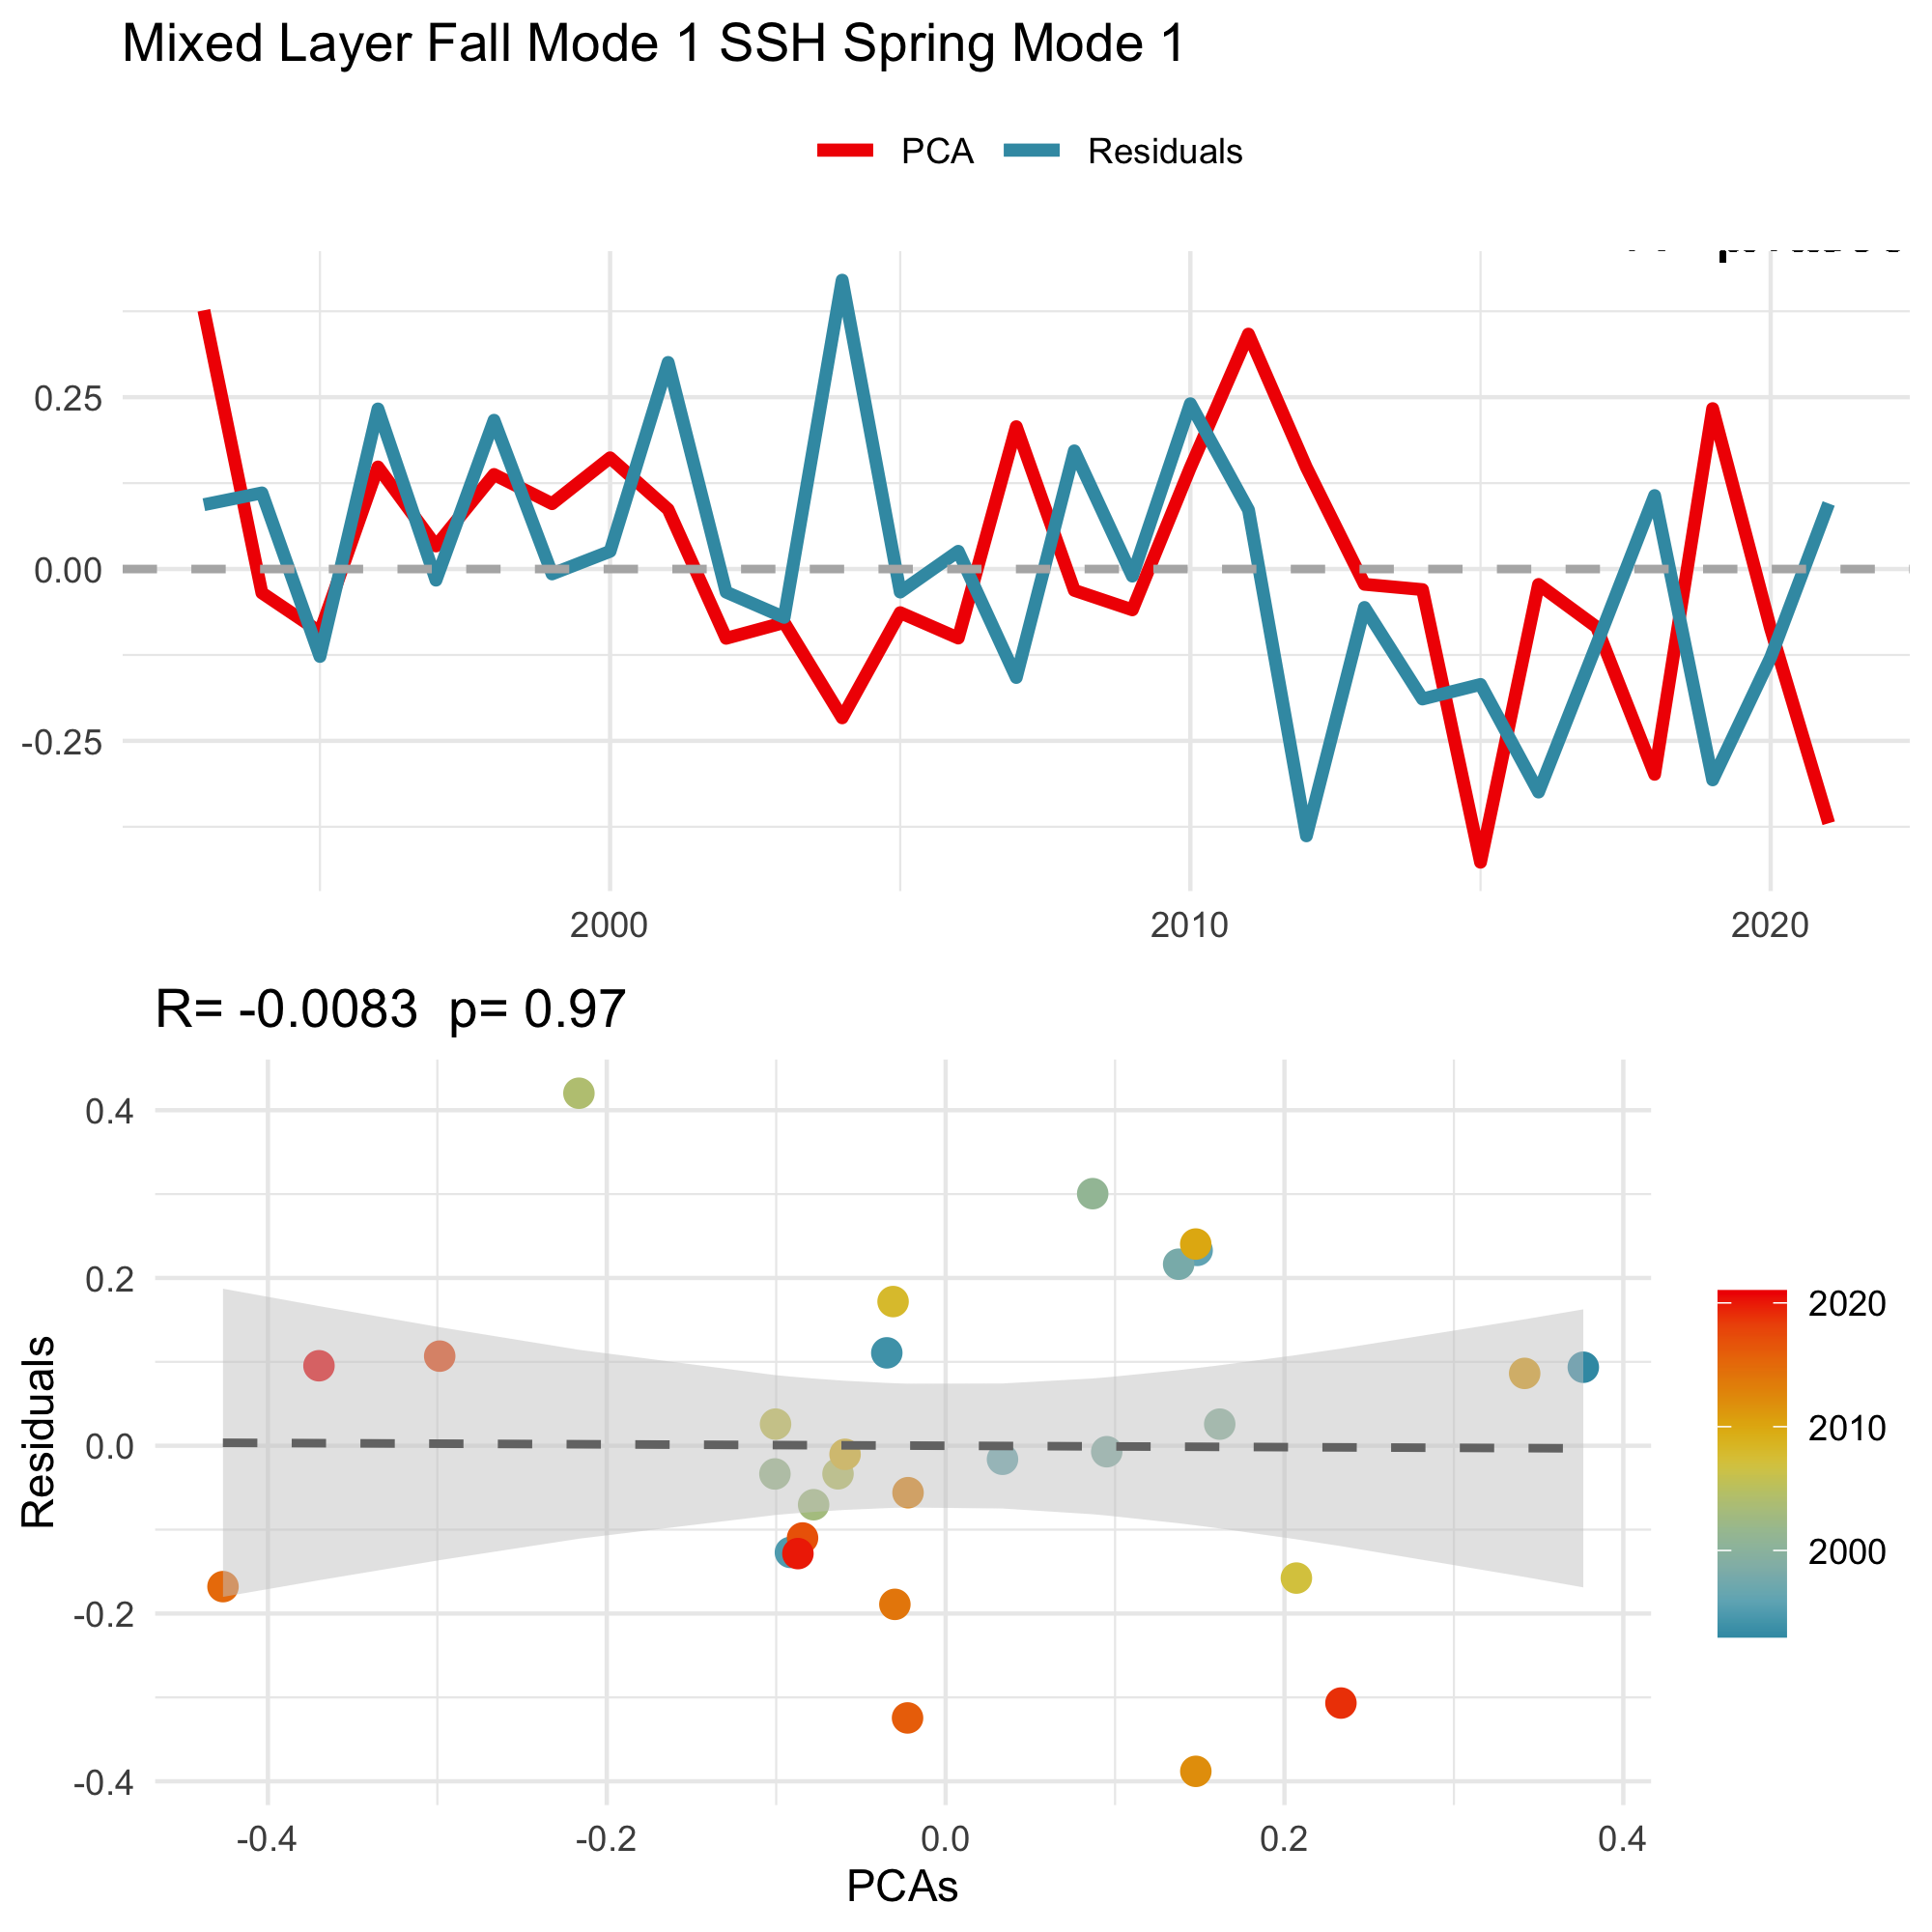 Mixed Layer Fall Mode 1 SSH Spring Mode 1
PCA Residuals
0.25
0.00
-0.25
2000 2010 2020
R= -0.0083 p= 0.97
Residuals
0.4
0.2
0.0
-0.2
-0.4
-0.4 -0.2 0.0 0.2 0.4
PCAs
2020
2010
2000